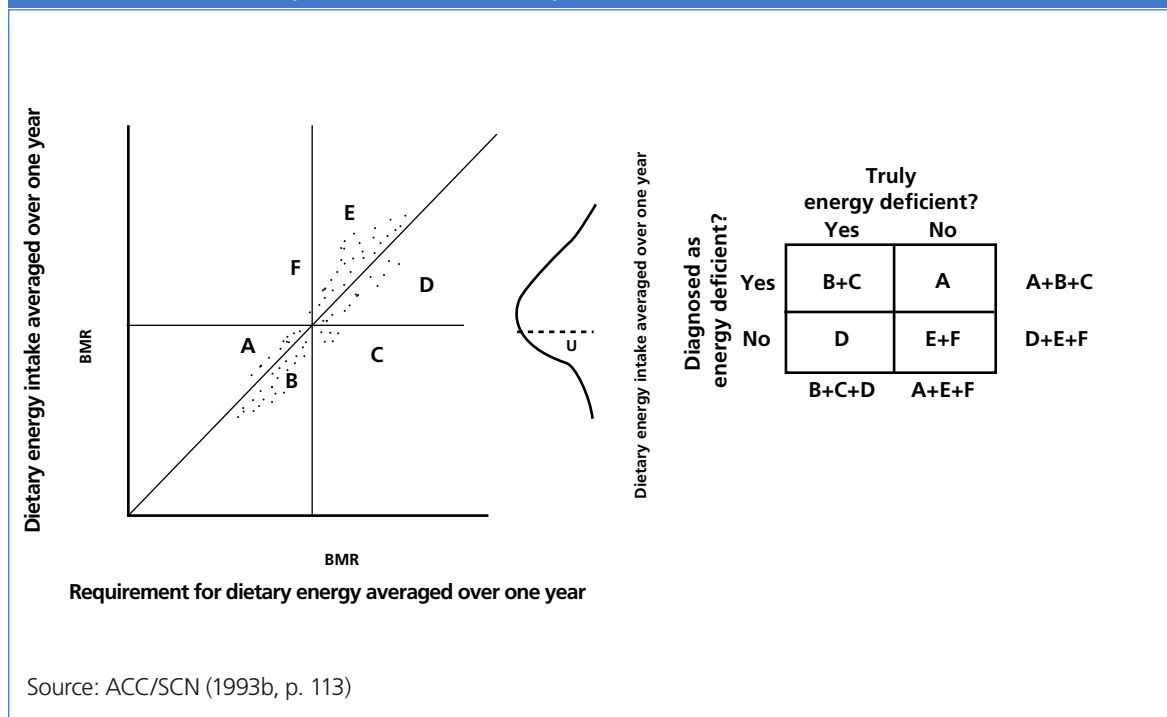 Dietary energy intake averaged over one year
BMR
E
F
D
A
C
B
BMR
Requirement for dietary energy averaged over one year
U
Dietary energy intake averaged over one year
Truly
energy deficient?
Yes No
Diagnosed as
energy deficient?
Yes B+C A A+B+C
No D E+F D+E+F
B+C+D A+E+F
Source: ACC/SCN (1993b, p. 113)